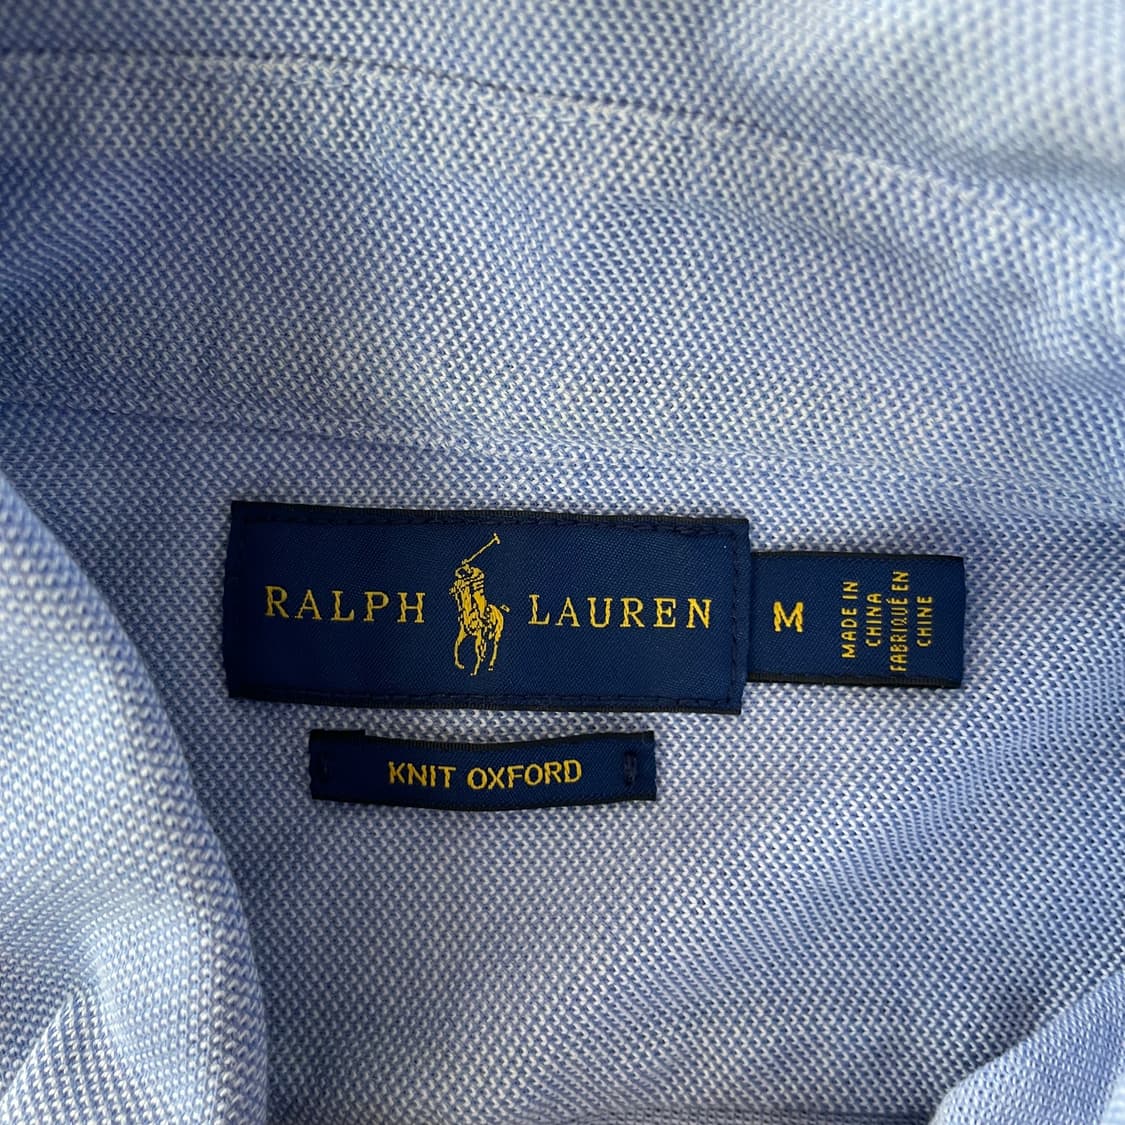 RALPH LAUREN
M
MADE IN
CHINA
FABRIQUÉ EN
CHINE
KNIT OXFORD